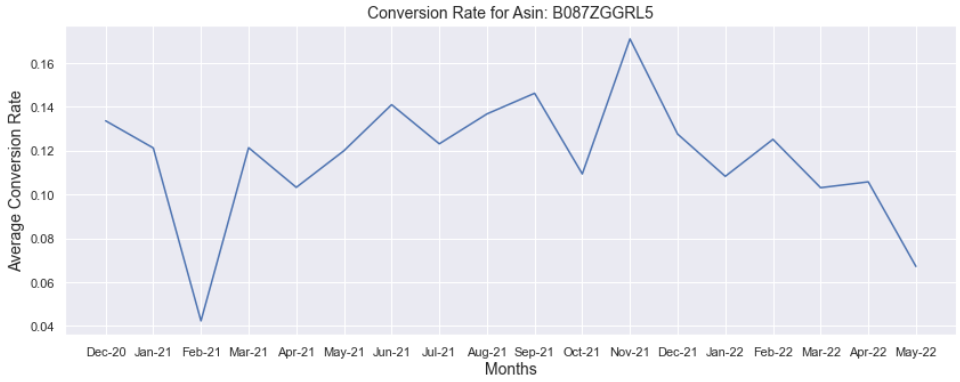 Conversion Rate for Asin: B087ZGGRL5
Average Conversion Rate
0.16
0.14
0.12
0.10
0.08
0.06
0.04
Dec-20 Jan-21 Feb-21 Mar-21 Apr-21 May-21 Jun-21 Jul-21 Aug-21 Sep-21 Oct-21 Nov-21 Dec-21 Jan-22 Feb-22 Mar-22 Apr-22 May-22
Months